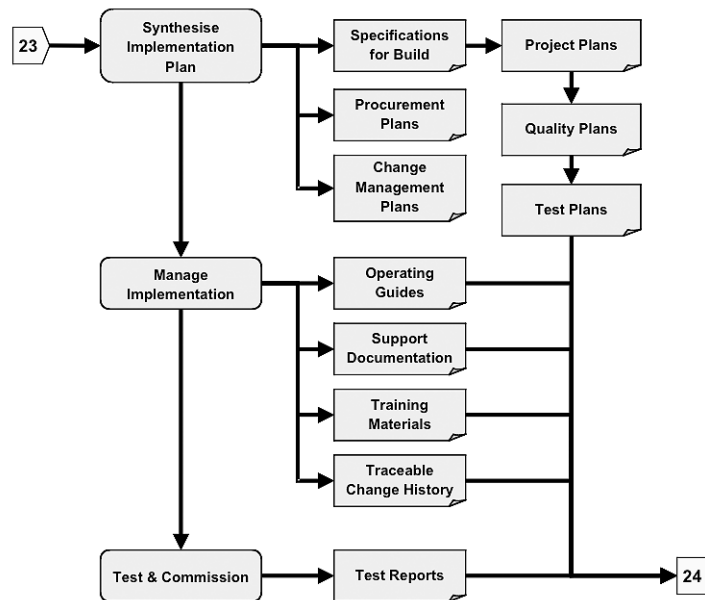 23
Synthesise
Implementation
Plan
Specifications
for Build
Project Plans
Procurement
Plans
Quality Plans
Change
Management
Plans
Test Plans
Manage
Implementation
Operating
Guides
Support
Documentation
Training
Materials
Traceable
Change History
Test & Commission
Test Reports
24